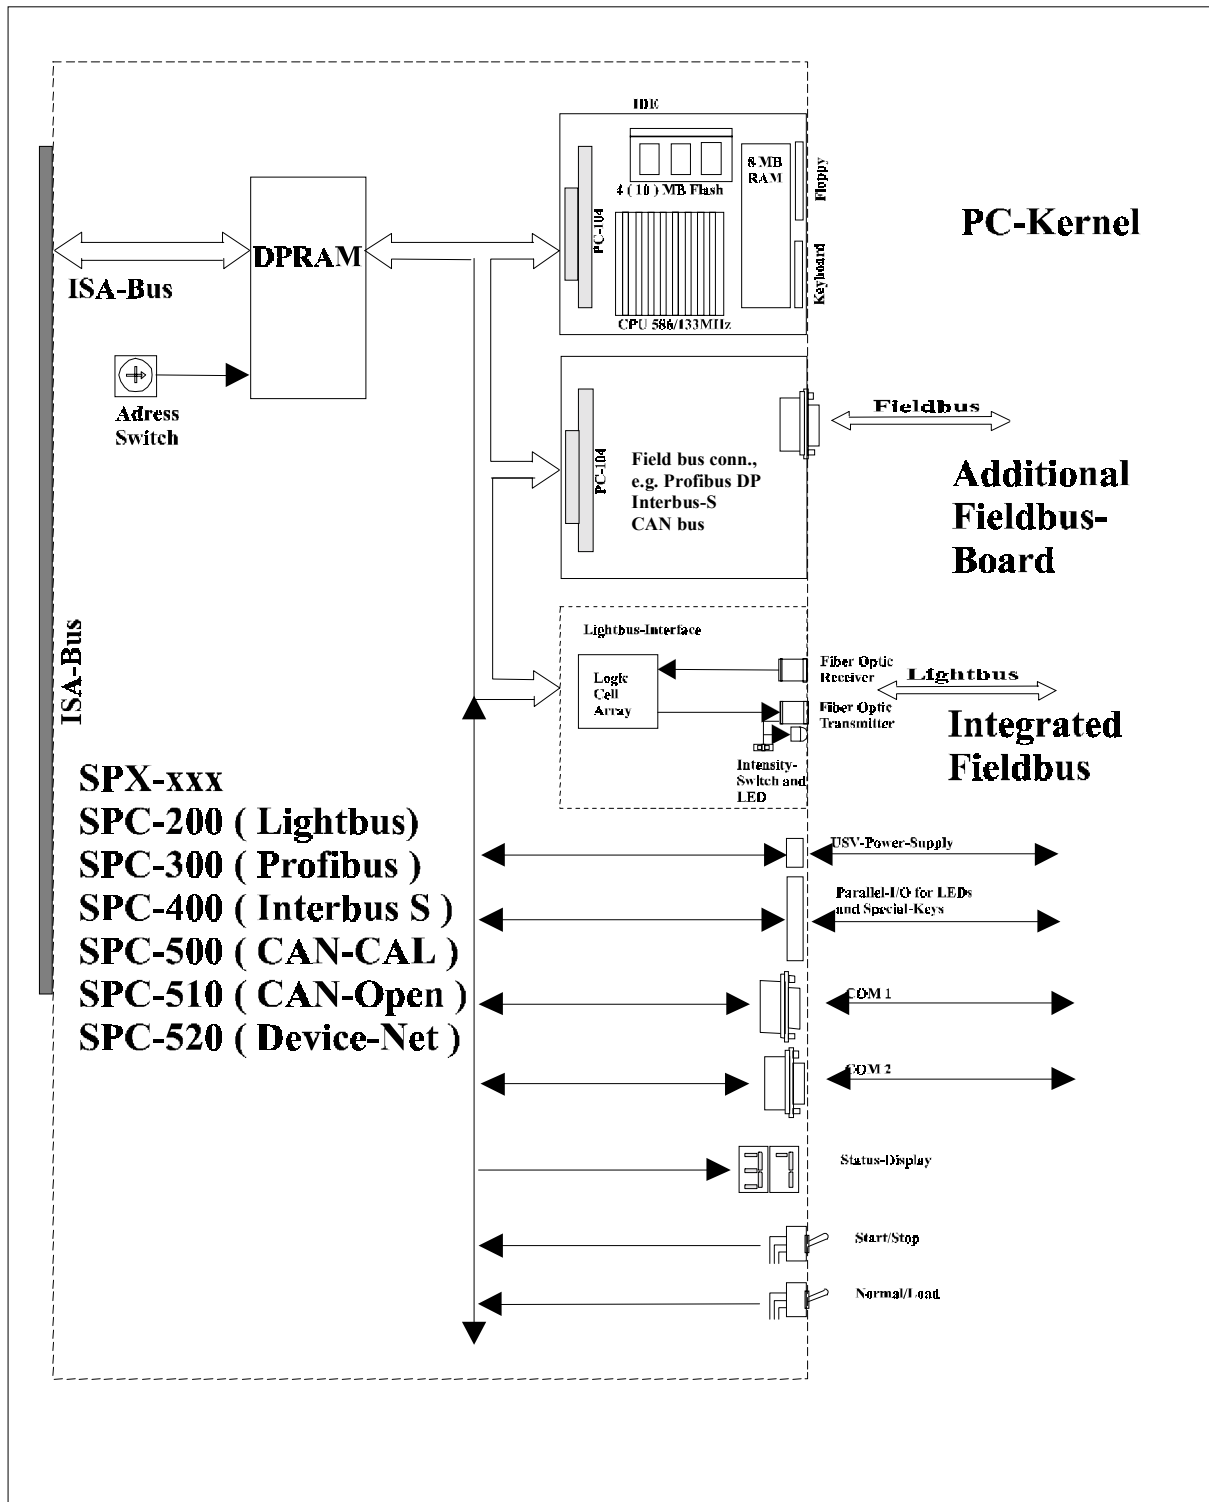 IDE
8 MB
RAM
Floppy
4 ( 10 ) MB Flash
PC-104
Keyboard
CPU 586/133MHz
PC-Kernel
DPRAM
ISA-Bus
Adress
Switch
Fieldbus
PC-104
Field bus conn.,
e.g. Profibus DP
Interbus-S
CAN bus
Additional
Fieldbus-
Board
ISA-Bus
Lightbus-Interface
Logic
Cell
Array
Fiber Optic
Receiver
Fiber Optic
Transmitter
Intensity-
Switch and
LED
Lightbus
Integrated
Fieldbus
SPX-xxx
SPC-200 ( Lightbus)
SPC-300 ( Profibus )
SPC-400 ( Interbus S )
SPC-500 ( CAN-CAL )
SPC-510 ( CAN-Open )
SPC-520 ( Device-Net )
USV-Power-Supply
Parallel-I/O for LEDs
and Special-Keys
COM 1
COM 2
Status-Display
Start/Stop
Normal/Load